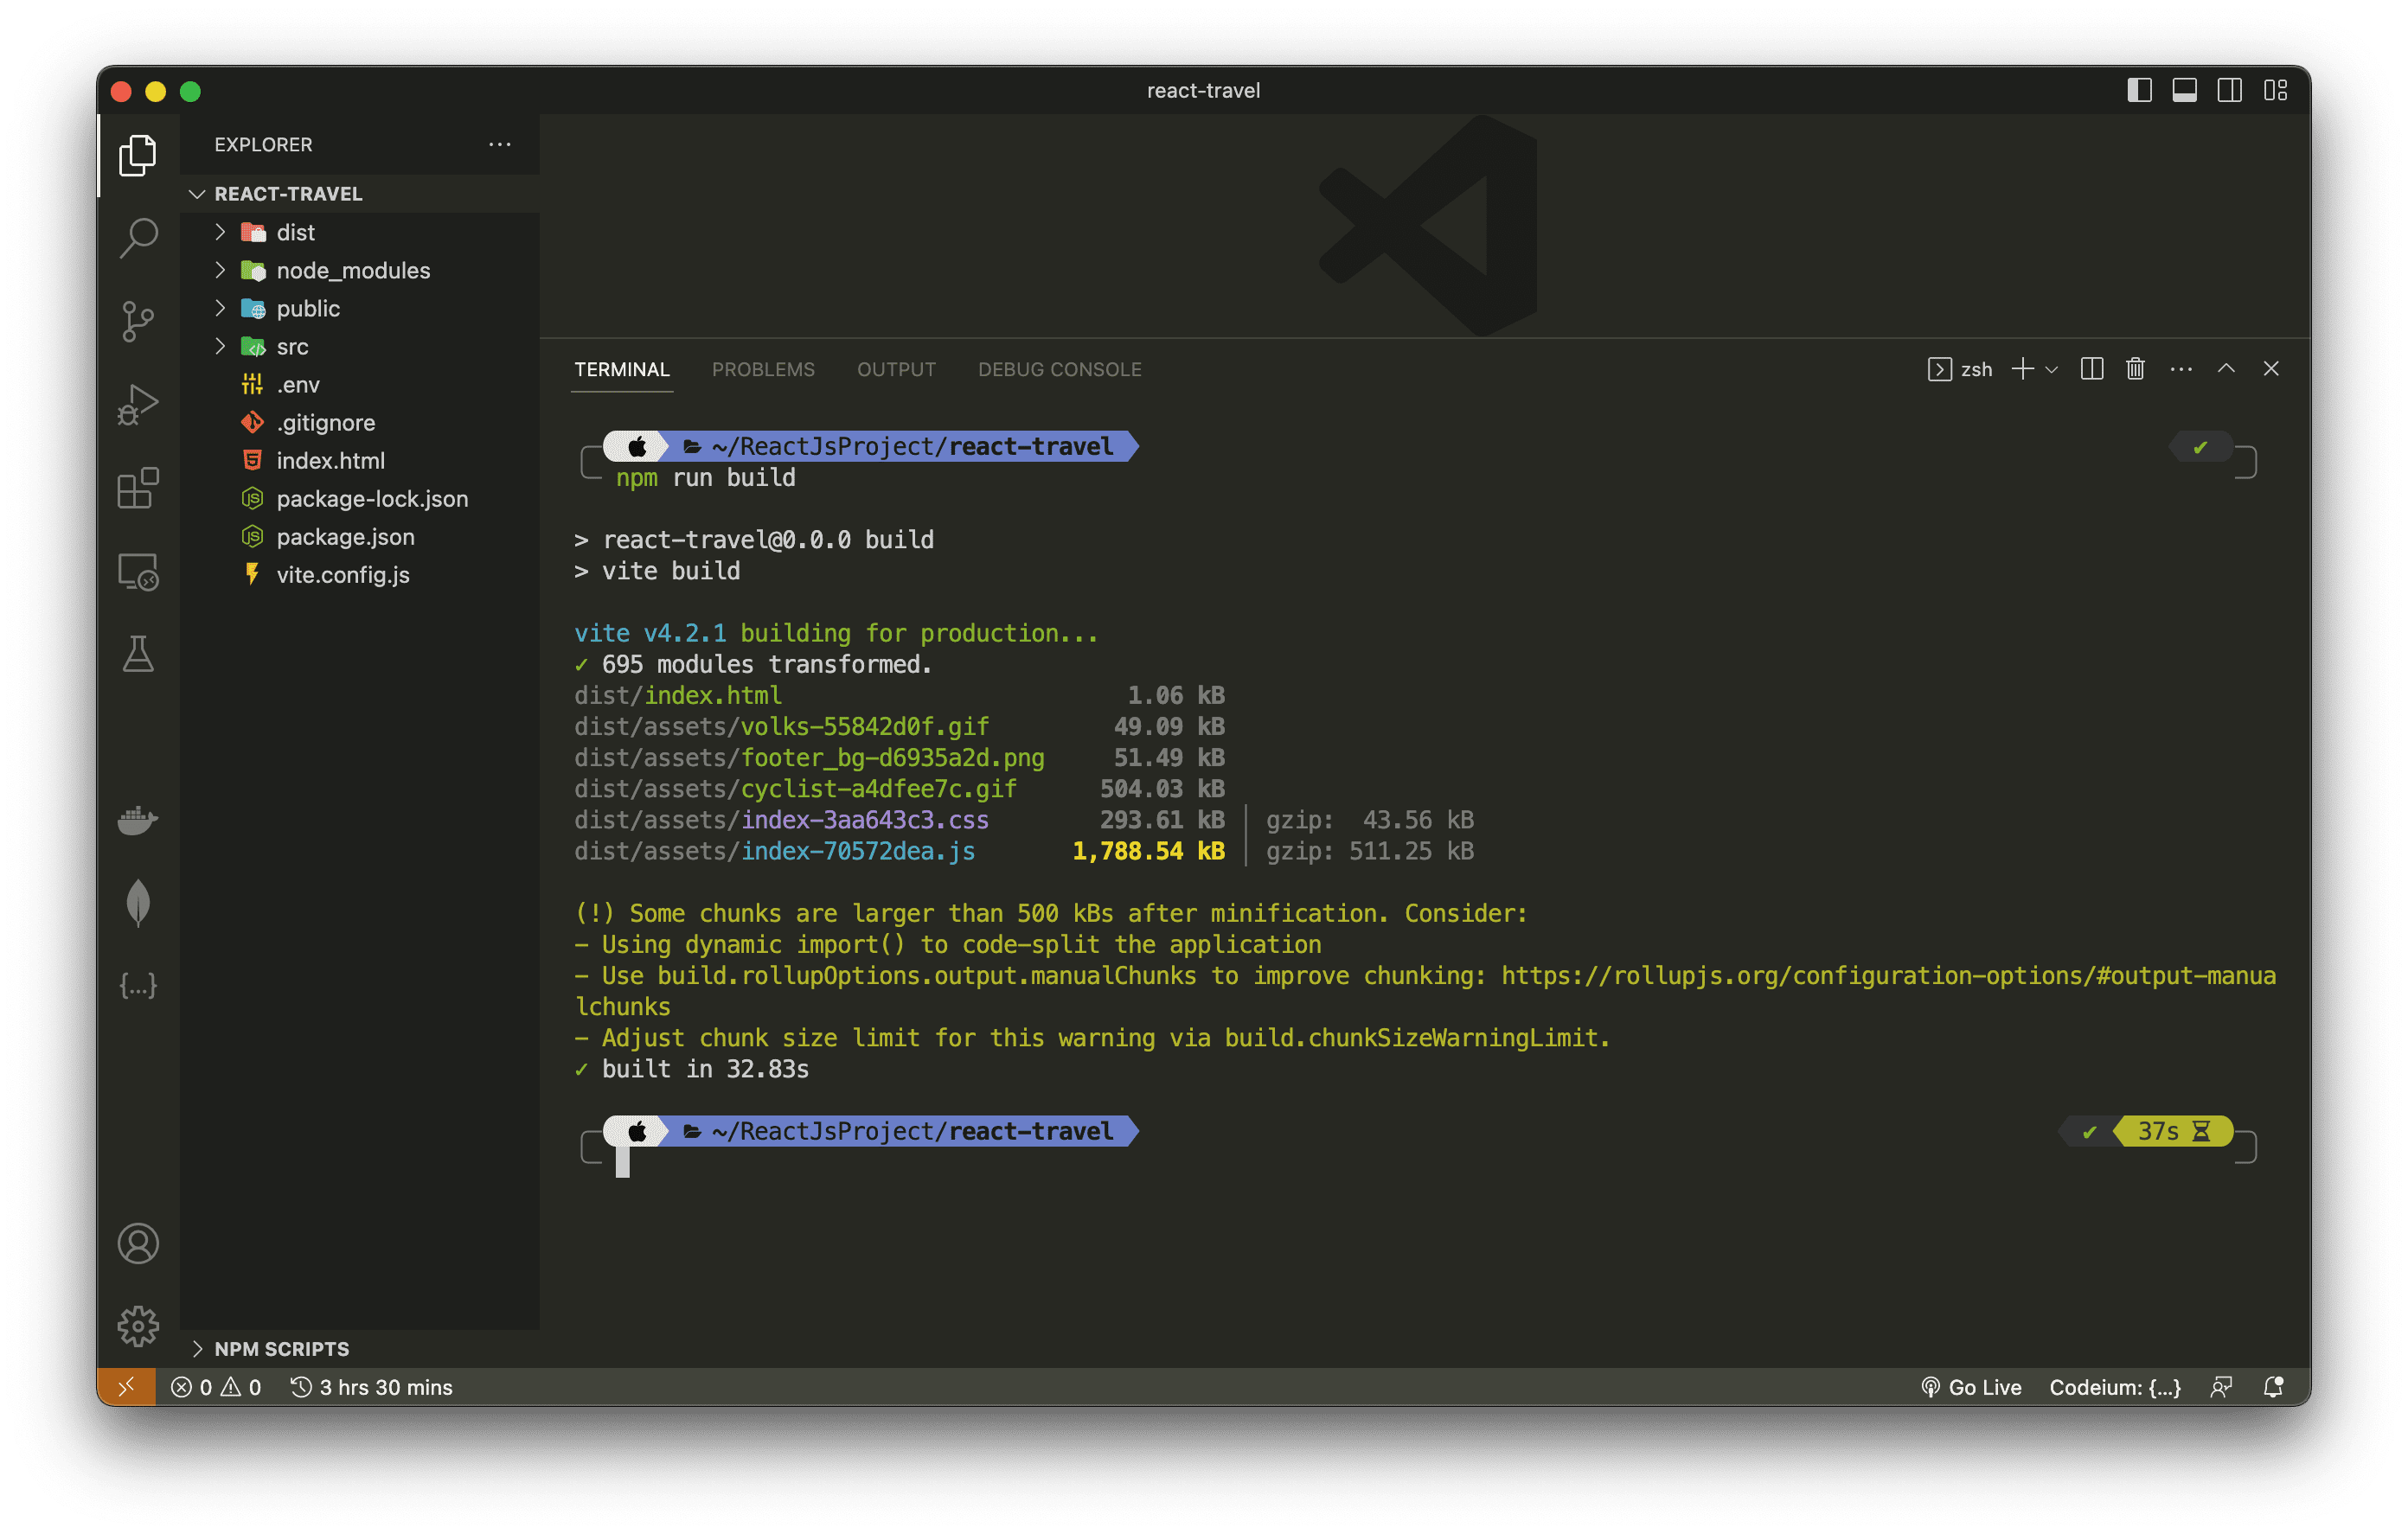 react-travel
EXPLORER
REACT-TRAVEL
dist
node_modules
public
src
.env
.gitignore
index.html
package-lock.json
package.json
vite.config.js
NPM SCRIPTS
TERMINAL PROBLEMS OUTPUT DEBUG CONSOLE zsh
~/ReactJsProject/react-travel ✔
npm run build
> react-travel@0.0.0 build
> vite build
vite v4.2.1 building for production...
✓ 695 modules transformed.
dist/index.html 1.06 kB
dist/assets/volks-55842d0f.gif 49.09 kB
dist/assets/footer_bg-d6935a2d.png 51.49 kB
dist/assets/cyclist-a4dfee7c.gif 504.03 kB
dist/assets/index-3aa643c3.css 293.61 kB │ gzip: 43.56 kB
dist/assets/index-70572dea.js 1,788.54 kB │ gzip: 511.25 kB
(!) Some chunks are larger than 500 kBs after minification. Consider:
- Using dynamic import() to code-split the application
- Use build.rollupOptions.output.manualChunks to improve chunking: https://rollupjs.org/configuration-options/#output-manua
lchunks
- Adjust chunk size limit for this warning via build.chunkSizeWarningLimit.
✓ built in 32.83s
~/ReactJsProject/react-travel ✔ 37s
0 0 3 hrs 30 mins Go Live Codeium: {...}